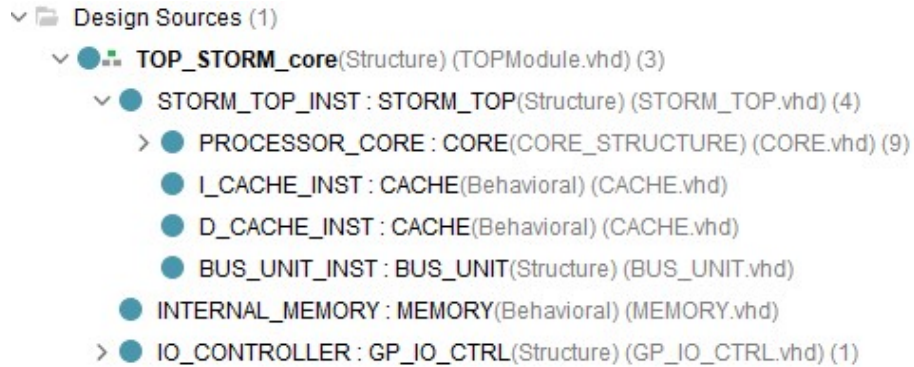 Design Sources (1)
TOP_STORM_core(Structure) (TOPModule.vhd) (3)
STORM_TOP_INST : STORM_TOP(Structure) (STORM_TOP.vhd) (4)
PROCESSOR_CORE : CORE(CORE_STRUCTURE) (CORE.vhd) (9)
I_CACHE_INST : CACHE(Behavioral) (CACHE.vhd)
D_CACHE_INST : CACHE(Behavioral) (CACHE.vhd)
BUS_UNIT_INST : BUS_UNIT(Structure) (BUS_UNIT.vhd)
INTERNAL_MEMORY : MEMORY(Behavioral) (MEMORY.vhd)
IO_CONTROLLER : GP_IO_CTRL(Structure) (GP_IO_CTRL.vhd) (1)